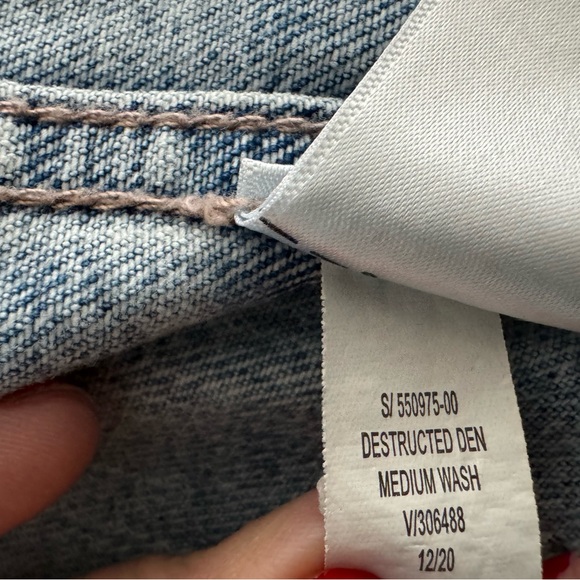 S/ 550975-00
DESTRUCTED DEN
MEDIUM WASH
V/306488
12/20